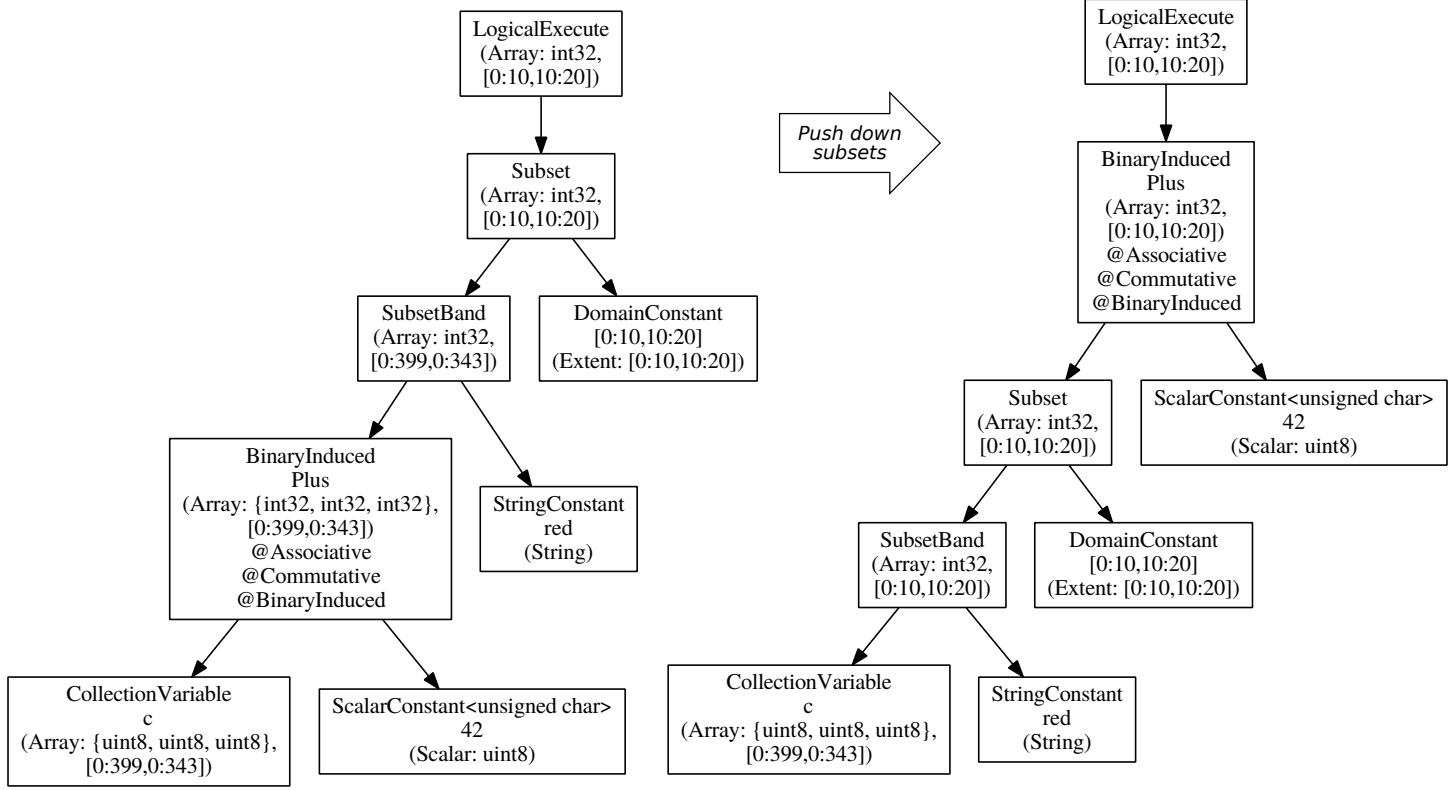 LogicalExecute
(Array: int32,
[0:10,10:20])
Subset
(Array: int32,
[0:10,10:20])
SubsetBand
(Array: int32,
[0:399,0:343])
DomainConstant
[0:10,10:20]
(Extent: [0:10,10:20])
BinaryInduced
Plus
(Array: {int32, int32, int32},
[0:399,0:343])
@Associative
@Commutative
@BinaryInduced
StringConstant
red
(String)
CollectionVariable
c
(Array: {uint8, uint8, uint8},
[0:399,0:343])
ScalarConstant<unsigned char>
42
(Scalar: uint8)
Push down
subsets
LogicalExecute
(Array: int32,
[0:10,10:20])
BinaryInduced
Plus
(Array: int32,
[0:10,10:20])
@Associative
@Commutative
@BinaryInduced
Subset
(Array: int32,
[0:10,10:20])
ScalarConstant<unsigned char>
42
(Scalar: uint8)
SubsetBand
(Array: int32,
[0:10,10:20])
DomainConstant
[0:10,10:20]
(Extent: [0:10,10:20])
CollectionVariable
c
(Array: {uint8, uint8, uint8},
[0:399,0:343])
StringConstant
red
(String)